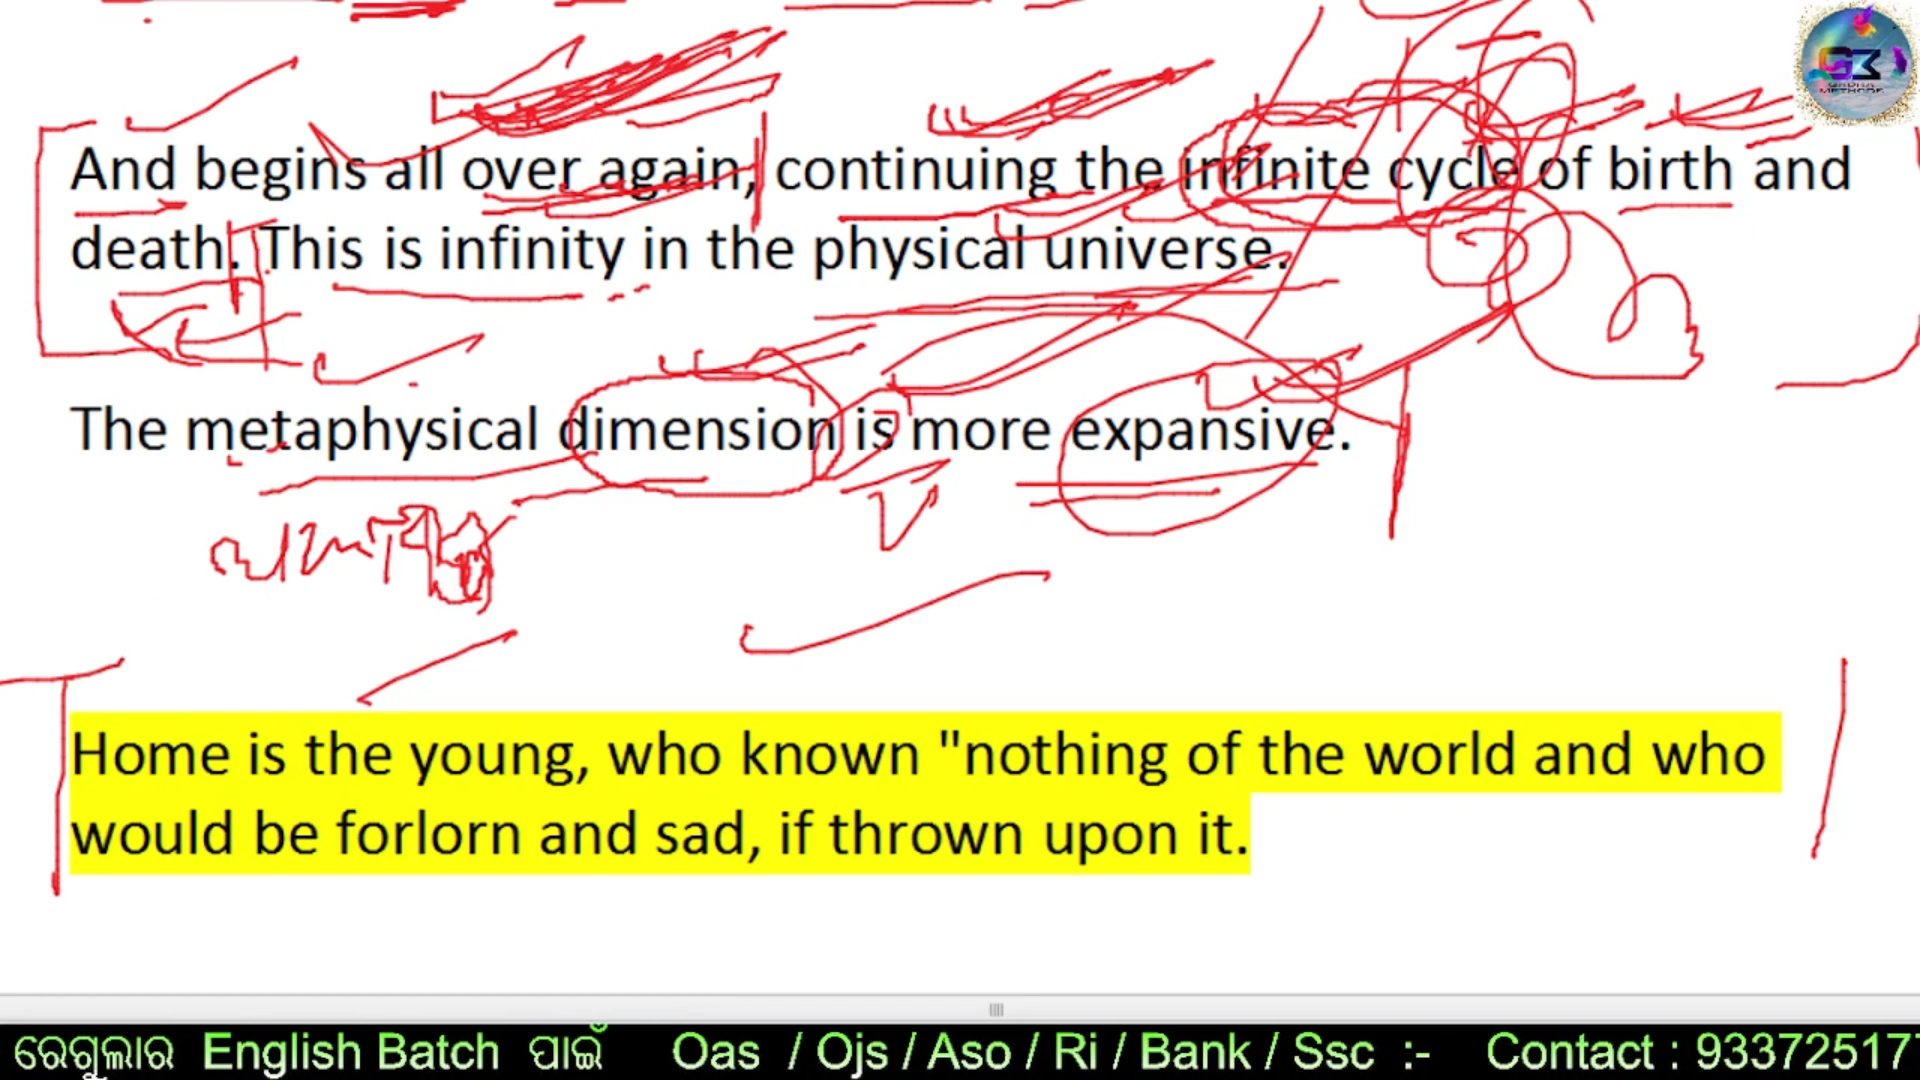 And begins all over again, continuing the infinite cycle of birth and
death. This is infinity in the physical universe.
The metaphysical dimension is more expansive.
Home is the young, who known "nothing of the world and who
would be forlorn and sad, if thrown upon it.
ରେଗୁଲାର English Batch ପାଇଁ Oas / Ojs / Aso / Ri / Bank / Ssc :- Contact : 93372517